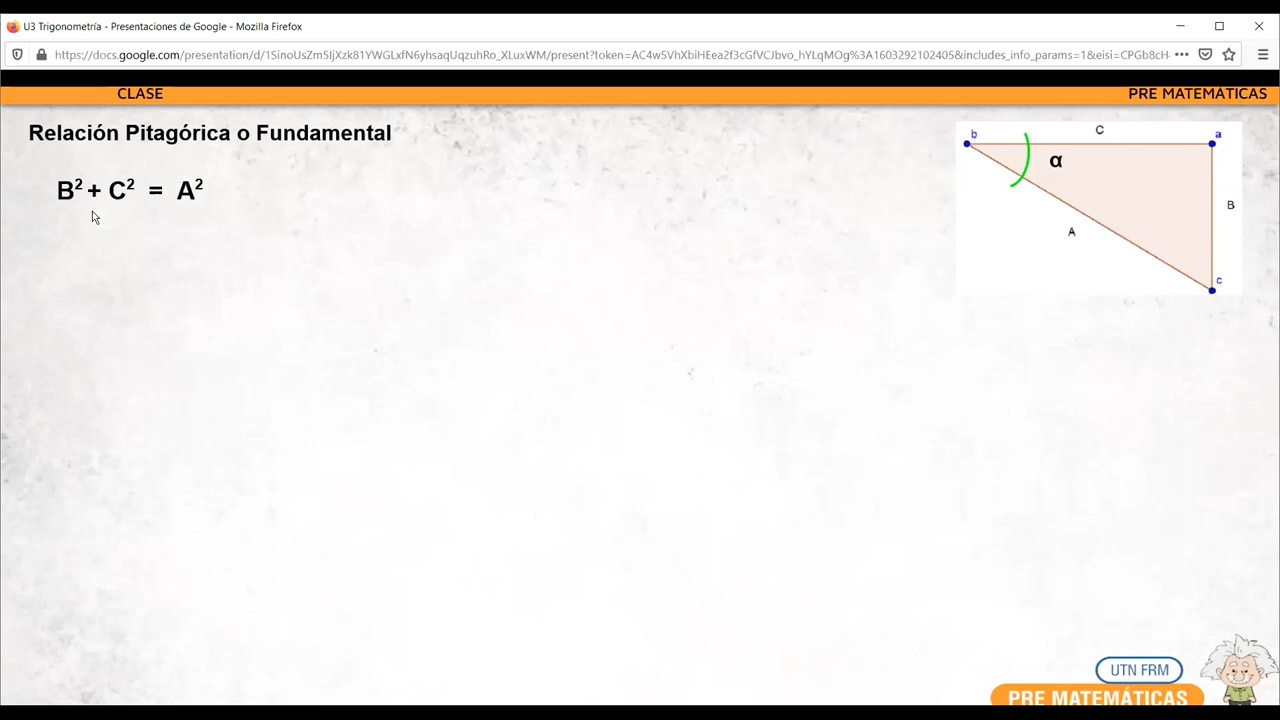 U3 Trigonometría - Presentaciones de Google - Mozilla Firefox
https://docs.google.com/presentation/d/1SinoUsZm5IjXzk81YWGLxfN6yhsaqUqzuhRo_XLuxWM/present?token=AC4w5VhXbiHEea2f3cGfVCJbvo_hYLqMOg%3A1603292102405&includes_info_params=1&eisi=CPGb8cH
CLASE PRE MATEMATICAS
Relación Pitagórica o Fundamental
B² + C² = A²
b C a
α
B
A
c
UTN FRM
PRE MATEMÁTICAS